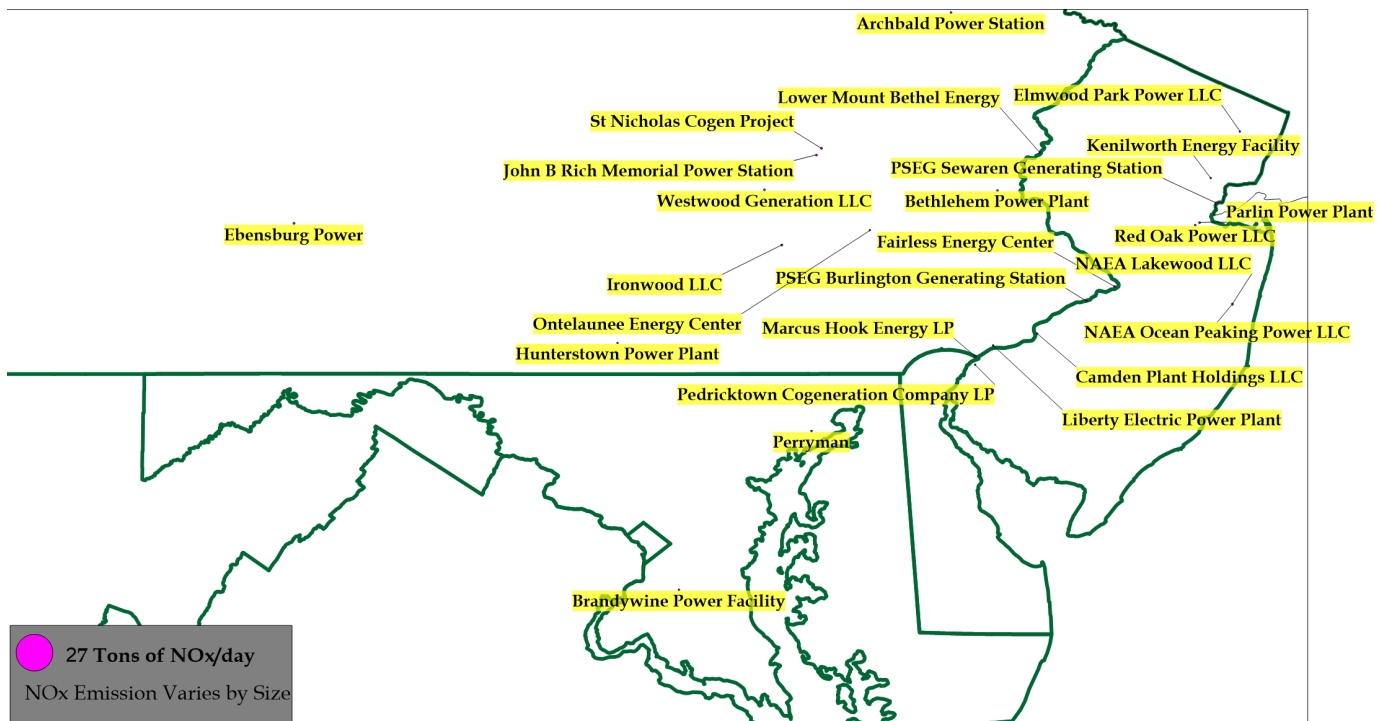 Archbald Power Station
Lower Mount Bethel Energy
Elmwood Park Power LLC
St Nicholas Cogen Project
Kenilworth Energy Facility
John B Rich Memorial Power Station
PSEG Sewaren Generating Station
Westwood Generation LLC
Bethlehem Power Plant
Parlin Power Plant
Ebensburg Power
Red Oak Power LLC
Fairless Energy Center
NAEA Lakewood LLC
Ironwood LLC
PSEG Burlington Generating Station
Ontelaunee Energy Center
Marcus Hook Energy LP
NAEA Ocean Peaking Power LLC
Hunterstown Power Plant
Camden Plant Holdings LLC
Pedricktown Cogeneration Company LP
Liberty Electric Power Plant
Perryman
Brandywine Power Facility
27 Tons of NOx/day
NOx Emission Varies by Size